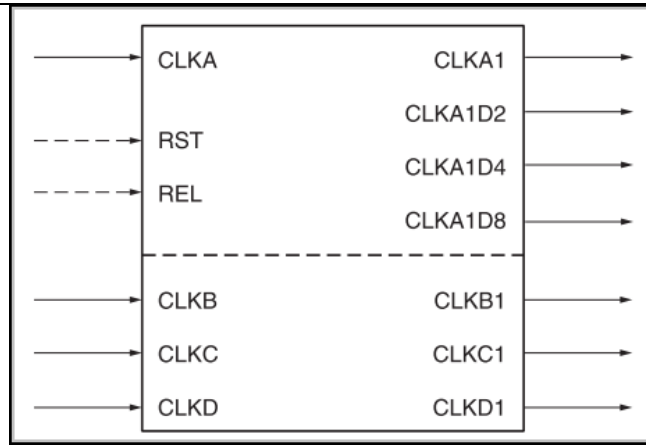 CLKA CLKA1
CLKA1D2
RST
CLKA1D4
REL
CLKA1D8
CLKB CLKB1
CLKC CLKC1
CLKD CLKD1